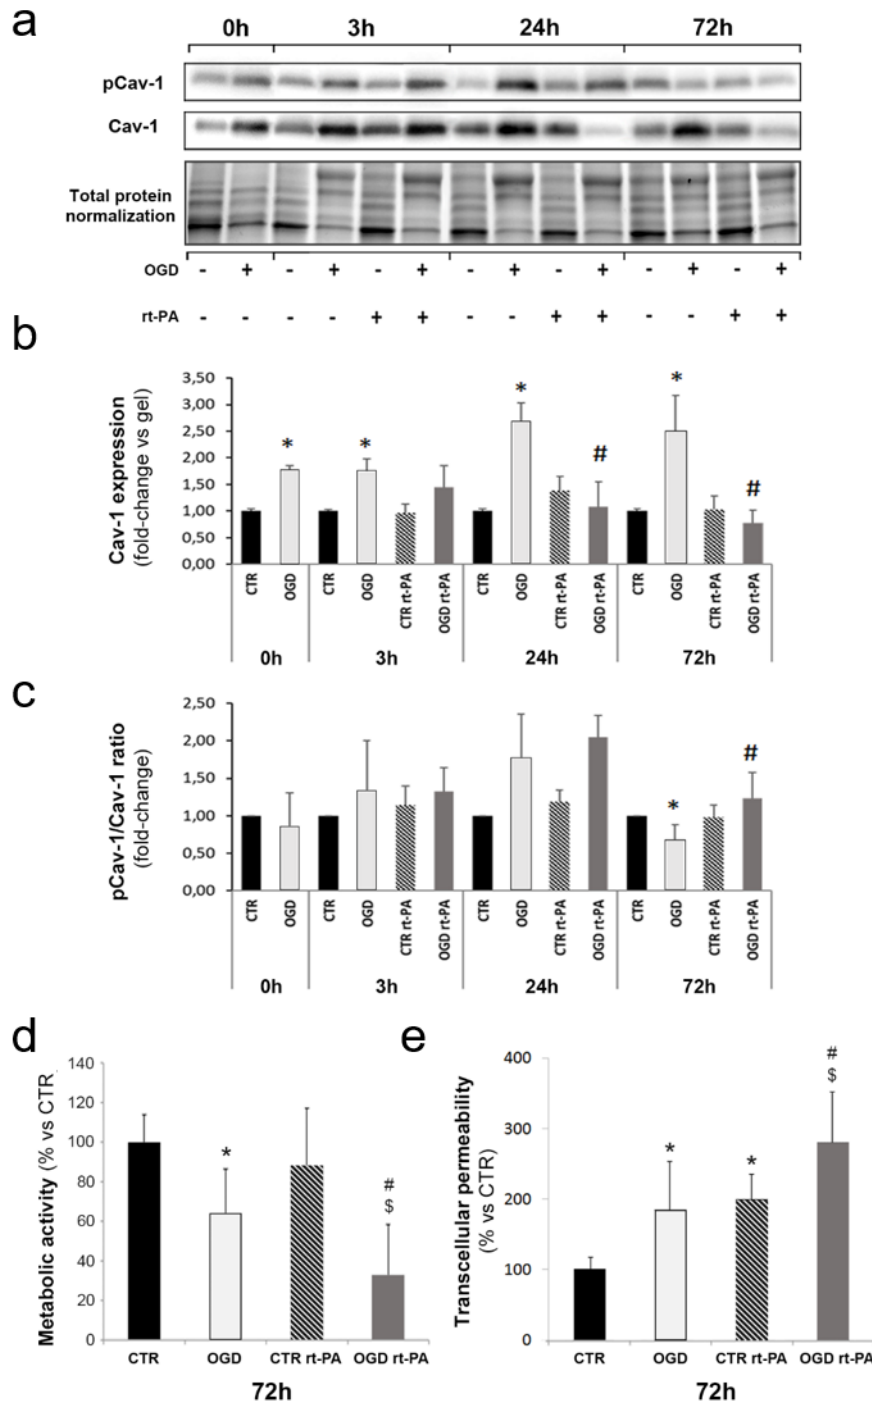 a
0h 3h 24h 72h
pCav-1
Cav-1
Total protein
normalization
OGD - + - + - + - + - + - + - +
rt-PA - - - - + + - - + + - - + +
b
Cav-1 expression
(fold-change vs gel)
3,50
3,00
2,50
2,00
1,50
1,00
0,50
0,00
* * * # * #
CTR OGD CTR OGD CTR rt-PA OGD rt-PA CTR OGD CTR rt-PA OGD rt-PA CTR OGD CTR rt-PA OGD rt-PA
0h 3h 24h 72h
c
pCav-1/Cav-1 ratio
(fold-change)
2,50
2,00
1,50
1,00
0,50
0,00
* #
CTR OGD CTR OGD CTR rt-PA OGD rt-PA CTR OGD CTR rt-PA OGD rt-PA CTR OGD CTR rt-PA OGD rt-PA
0h 3h 24h 72h
d
Metabolic activity (% vs CTR)
140
120
100
80
60
40
20
0
*
#
$
CTR OGD CTR rt-PA OGD rt-PA
72h
e
Transcellular permeability
(% vs CTR)
400
300
200
100
0
* *
#
$
CTR OGD CTR rt-PA OGD rt-PA
72h